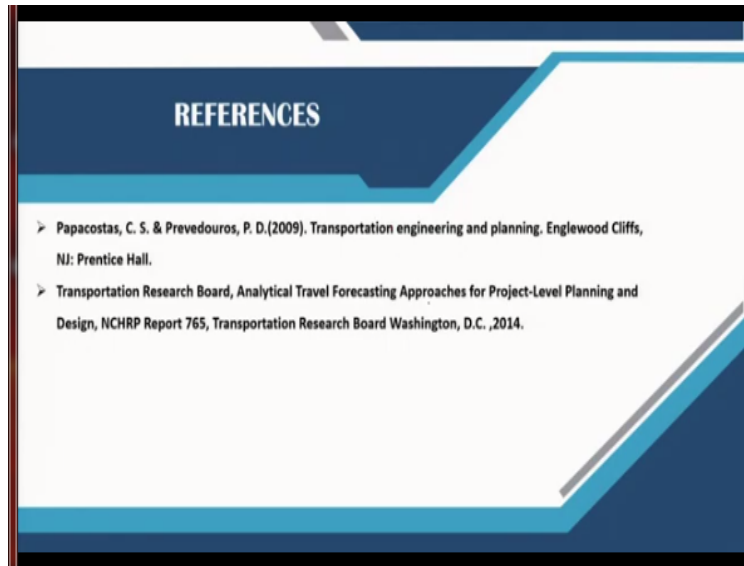 REFERENCES
➢ Papacostas, C. S. & Prevedouros, P. D.(2009). Transportation engineering and planning. Englewood Cliffs,
NJ: Prentice Hall.
➢ Transportation Research Board, Analytical Travel Forecasting Approaches for Project-Level Planning and
Design, NCHRP Report 765, Transportation Research Board Washington, D.C. ,2014.